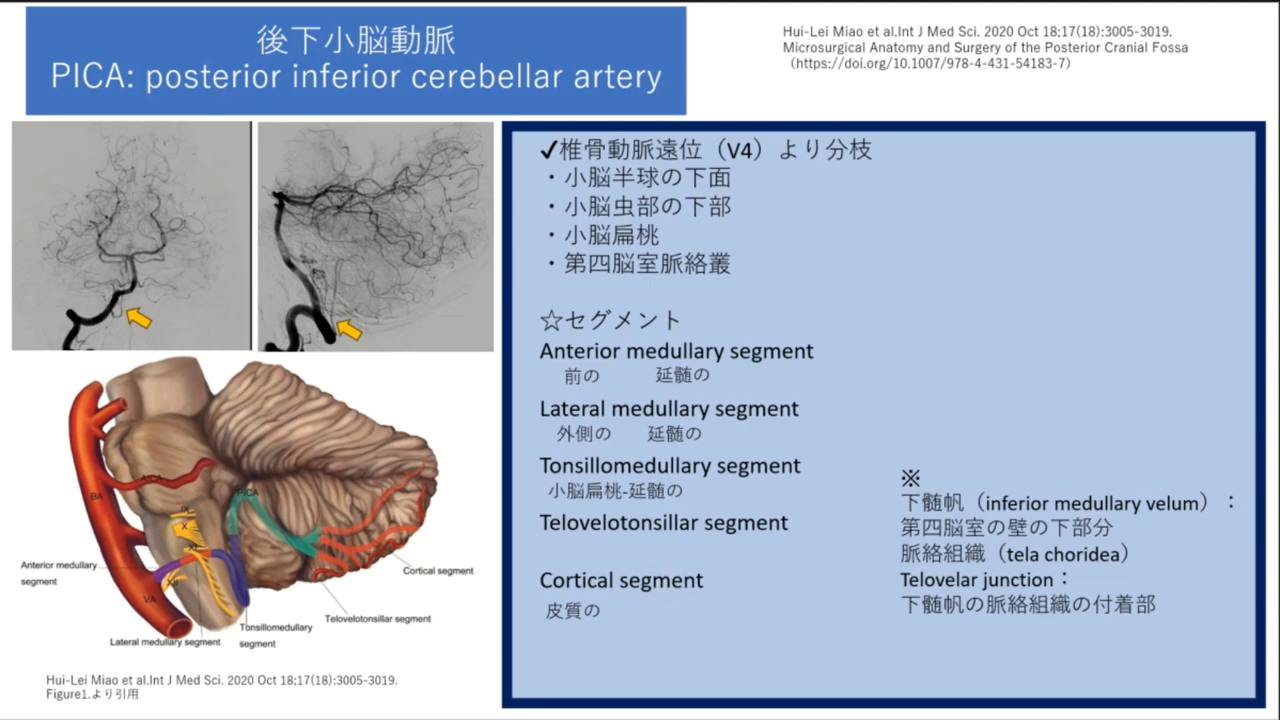 後下小脳動脈
PICA: posterior inferior cerebellar artery
Hui-Lei Miao et al.Int J Med Sci. 2020 Oct 18;17(18):3005-3019.
Microsurgical Anatomy and Surgery of the Posterior Cranial Fossa
（https://doi.org/10.1007/978-4-431-54183-7）
✓椎骨動脈遠位（V4）より分枝
・小脳半球の下面
・小脳虫部の下部
・小脳扁桃
・第四脳室脈絡叢
☆セグメント
Anterior medullary segment
前の 延髄の
Lateral medullary segment
外側の 延髄の
Tonsillomedullary segment
小脳扁桃-延髄の
Telovelotonsillar segment
Cortical segment
皮質の
※
下髄帆（inferior medullary velum）：
第四脳室の壁の下部分
脈絡組織（tela choridea）
Telovelar junction：
下髄帆の脈絡組織の付着部
AICA
BA
PICA
IX
X
XI
XII
VA
Anterior medullary
segment
Lateral medullary segment
Tonsillomedullary
segment
Telovelotonsillar segment
Cortical segment
Hui-Lei Miao et al.Int J Med Sci. 2020 Oct 18;17(18):3005-3019.
Figure1.より引用